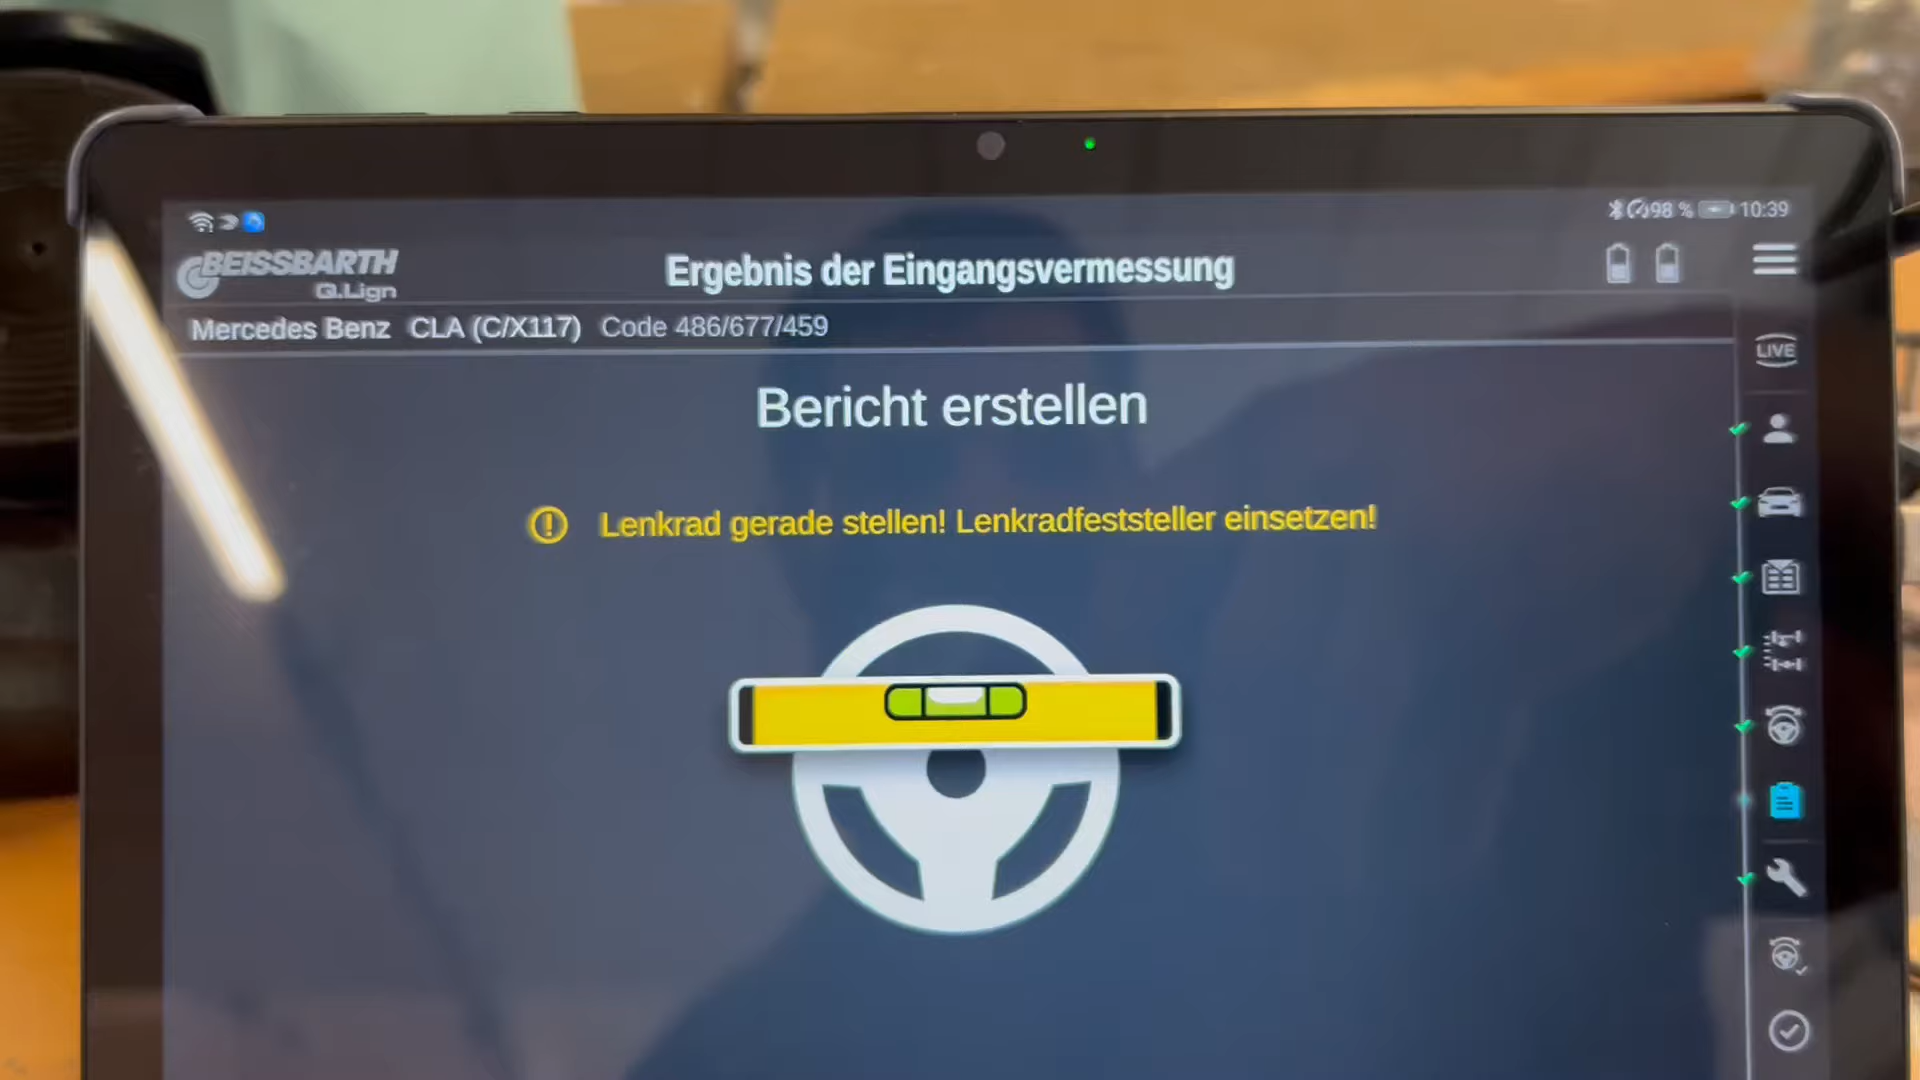 98 % 10:39
BEISSBARTH
Q.Lign
Ergebnis der Eingangsvermessung
Mercedes Benz CLA (C/X117) Code 486/677/459
LIVE
Bericht erstellen
Lenkrad gerade stellen! Lenkradfeststeller einsetzen!